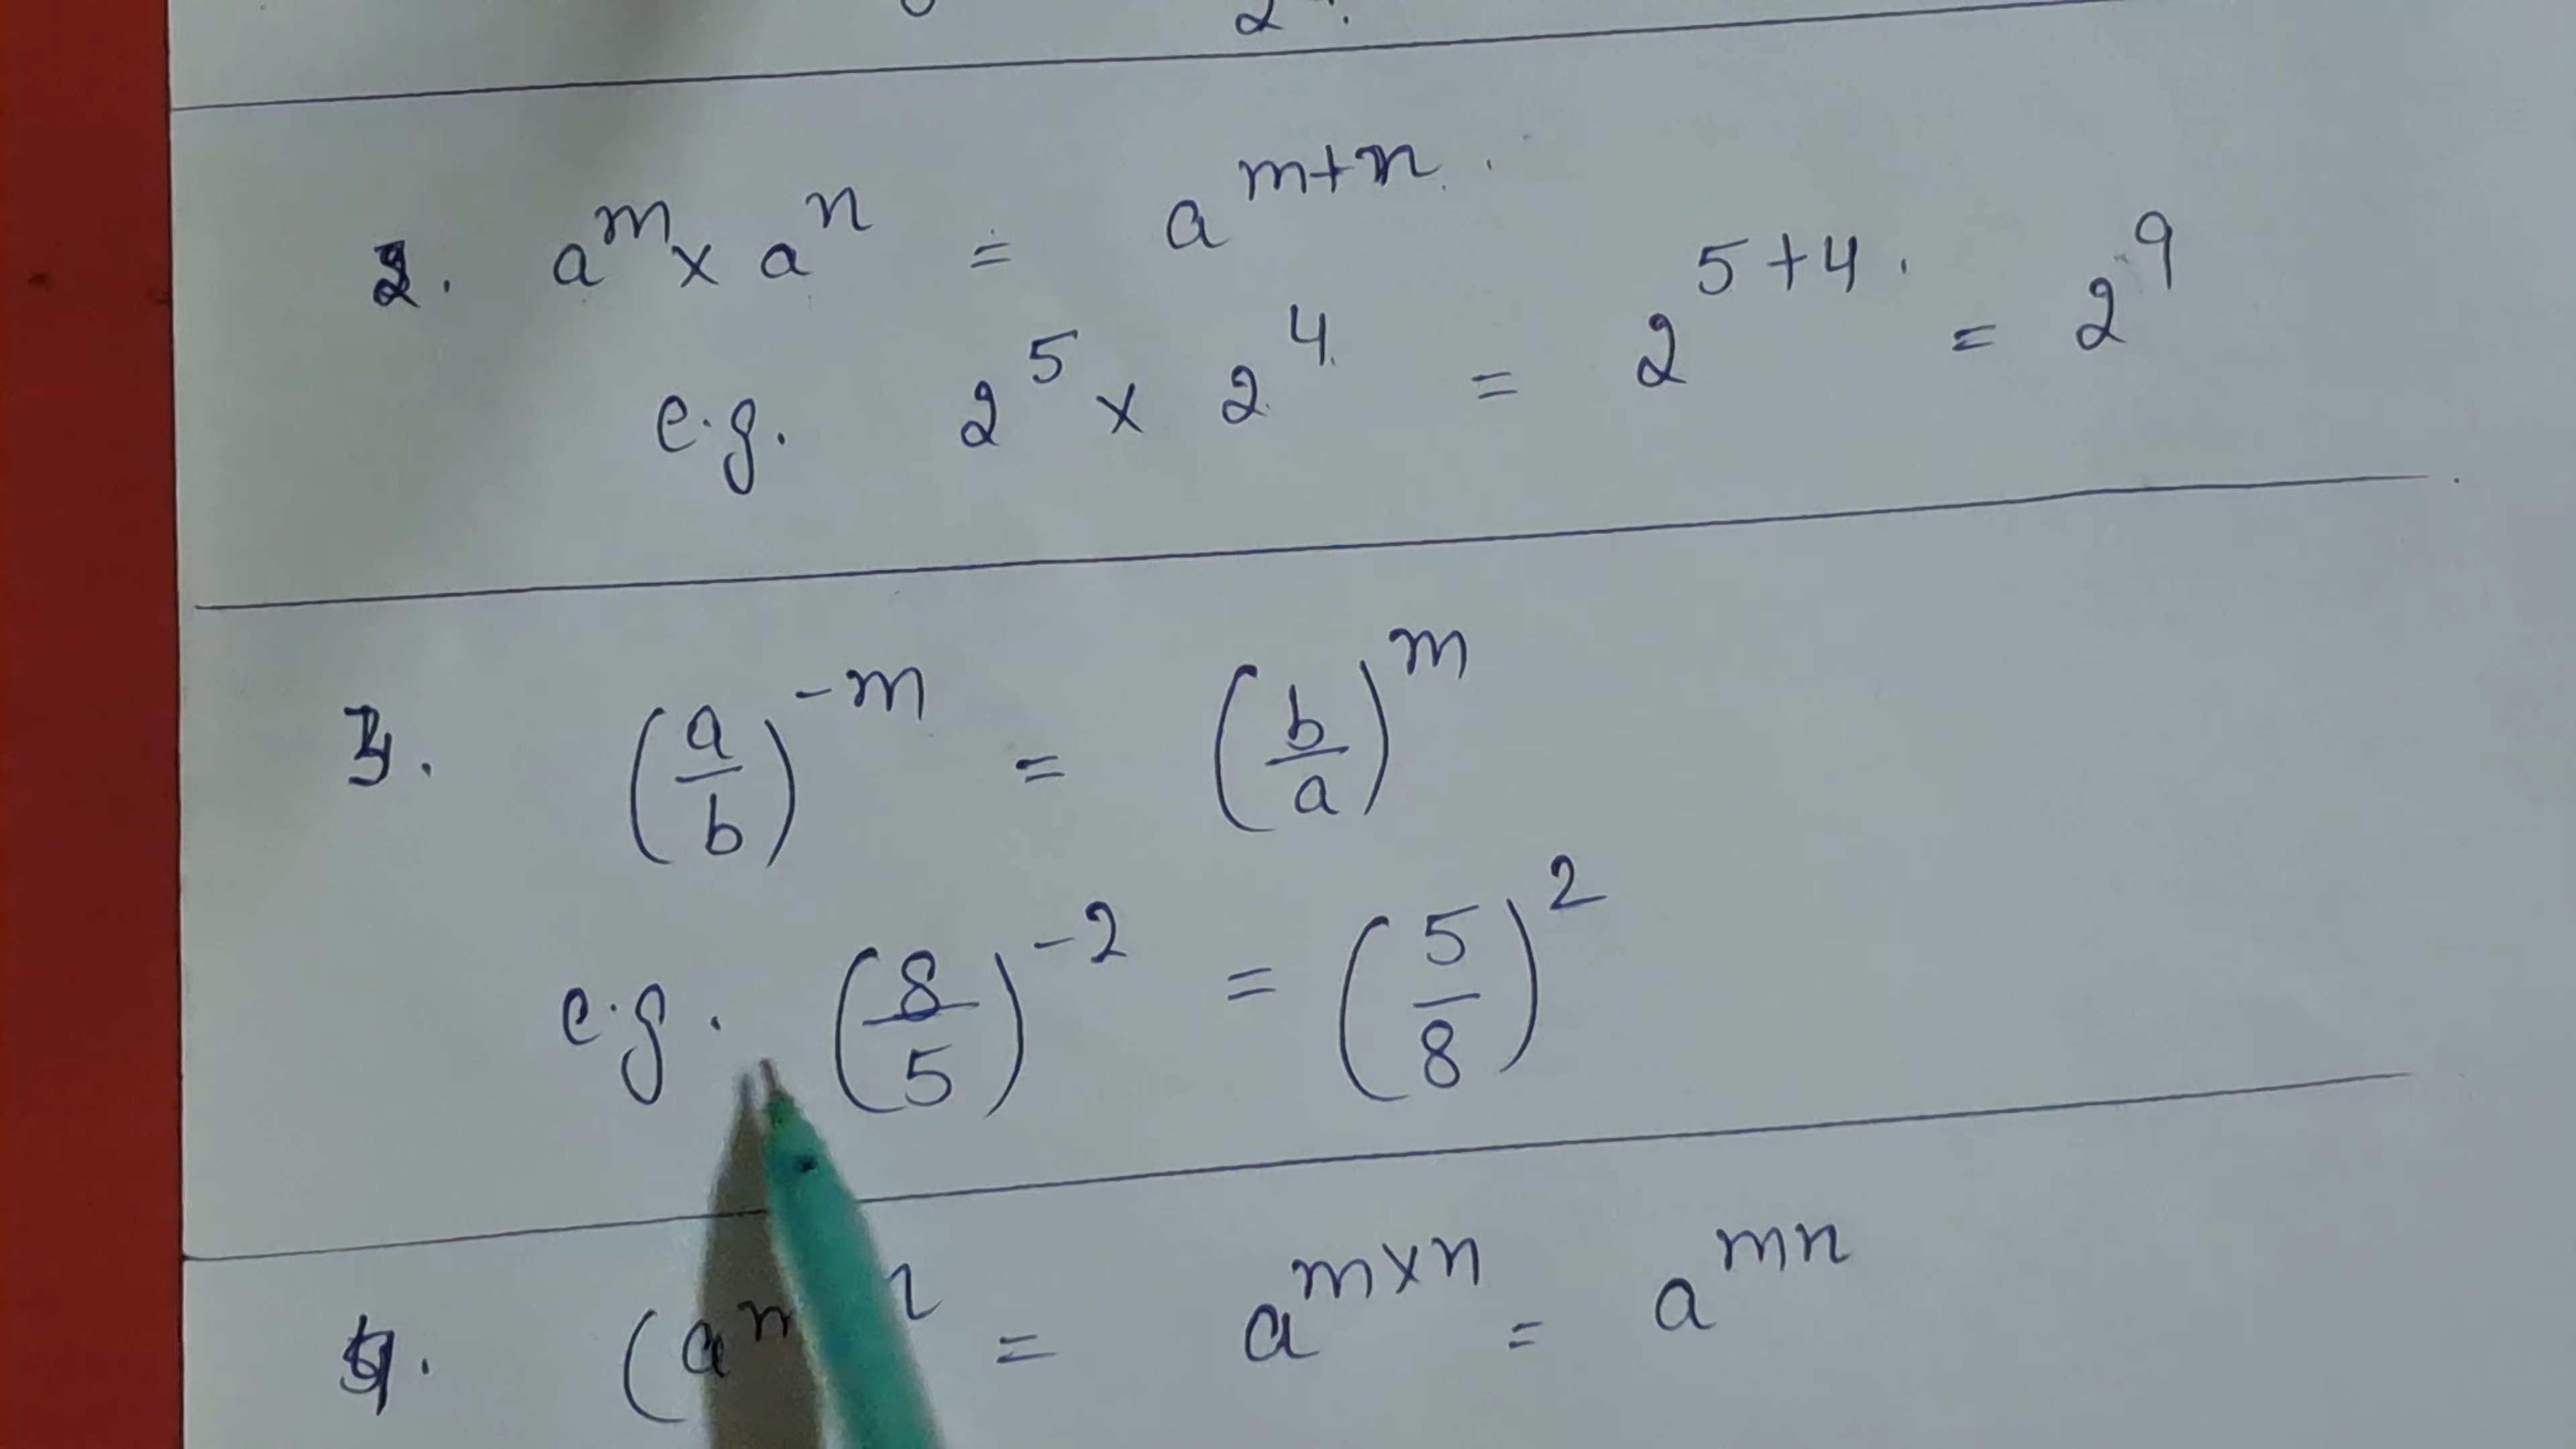 2. a^m × a^n = a^{m+n}.
e.g. 2^5 × 2^4 = 2^{5+4} = 2^9
3. (a/b)^{-m} = (b/a)^m
e.g. (8/5)^{-2} = (5/8)^2
4. (a^m = a^{m×n} = a^{mn}